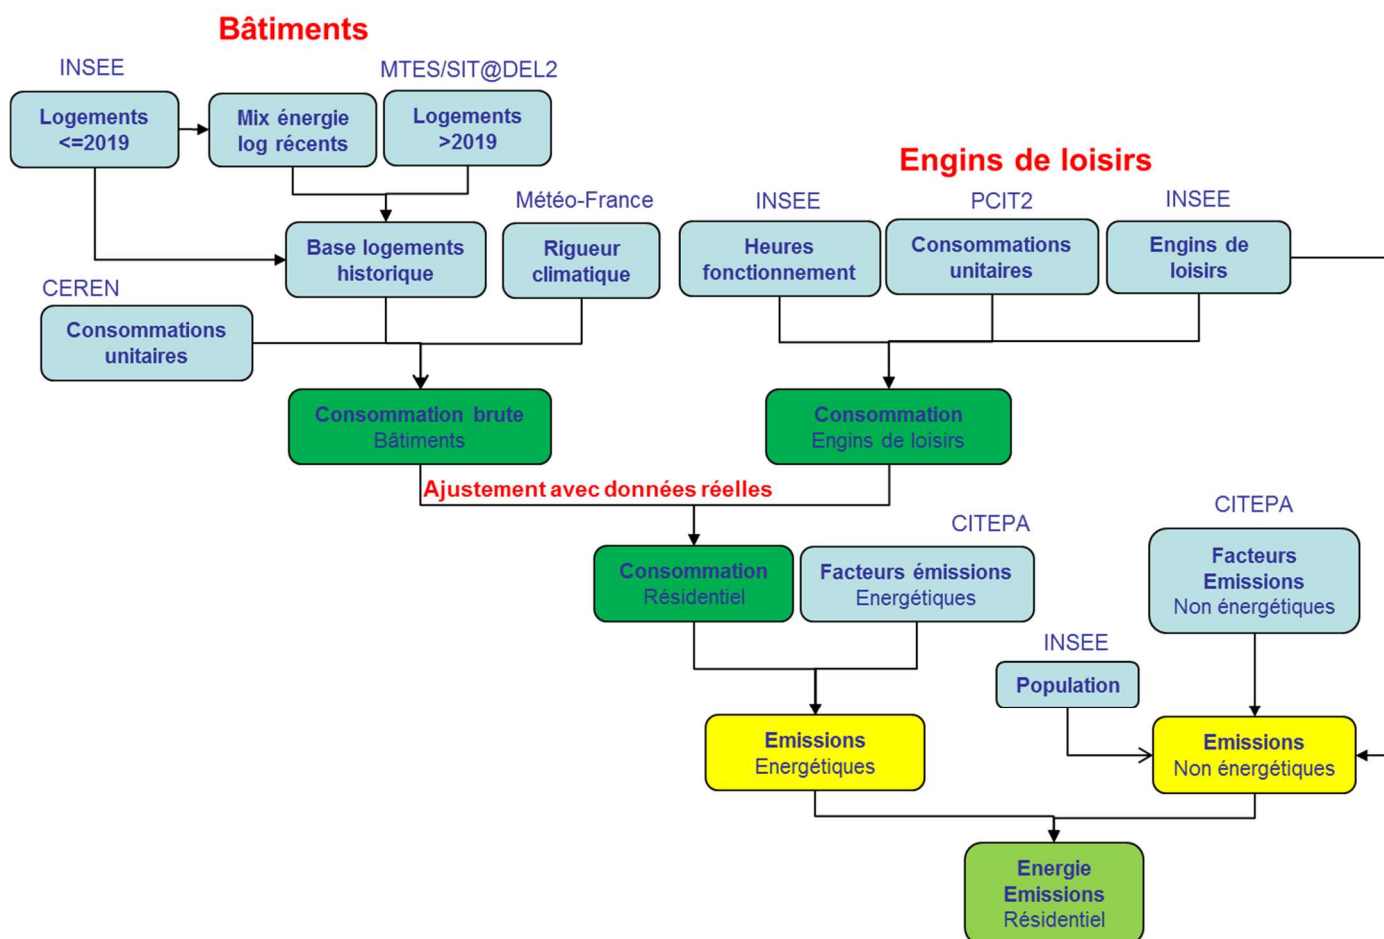 Bâtiments
INSEE
MTES/SIT@DEL2
Logements
<=2019
Mix énergie
log récents
Logements
>2019
Engins de loisirs
Météo-France
INSEE
PCIT2
INSEE
Base logements
historique
Rigueur
climatique
Heures
fonctionnement
Consommations
unitaires
Engins de
loisirs
CEREN
Consommations
unitaires
Consommation brute
Bâtiments
Consommation
Engins de loisirs
Ajustement avec données réelles
CITEPA
CITEPA
Consommation
Résidentiel
Facteurs émissions
Energétiques
Facteurs
Emissions
Non énergétiques
INSEE
Population
Emissions
Energétiques
Emissions
Non énergétiques
Energie
Emissions
Résidentiel